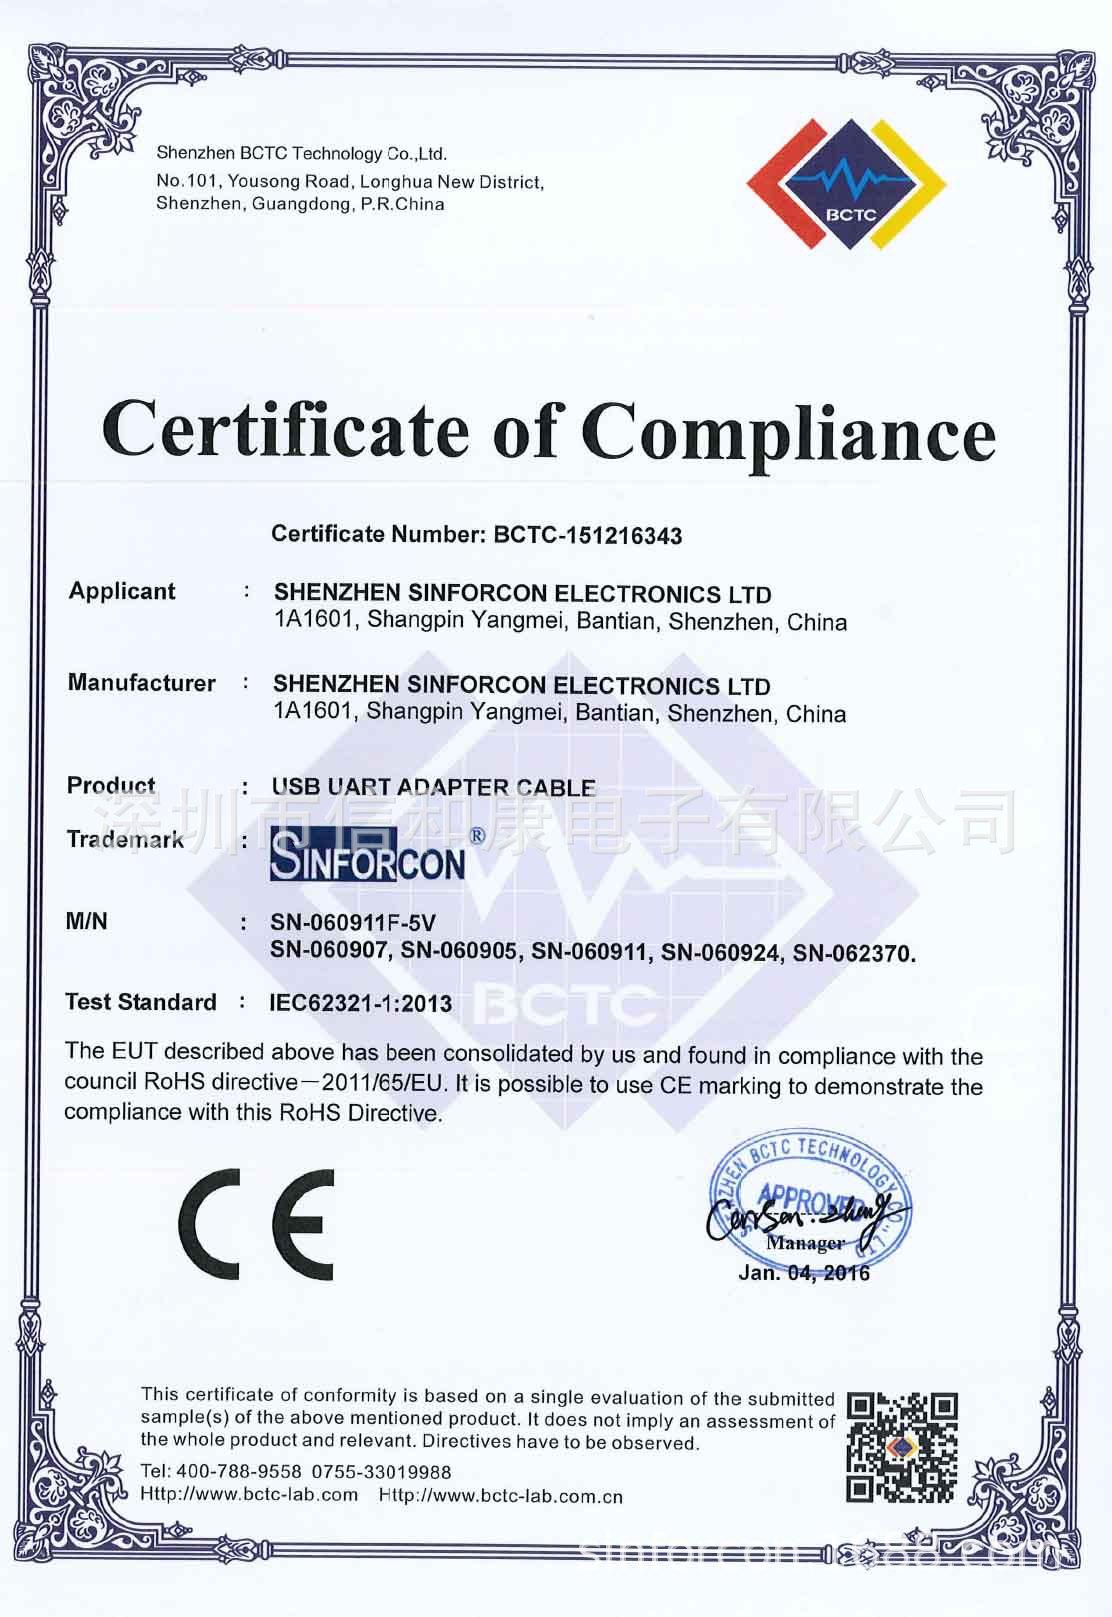 Shenzhen BCTC Technology Co.,Ltd.
No.101, Yousong Road, Longhua New District,
Shenzhen, Guangdong, P.R.China
BCTC
Certificate of Compliance
Certificate Number: BCTC-151216343
Applicant : SHENZHEN SINFORCON ELECTRONICS LTD
1A1601, Shangpin Yangmei, Bantian, Shenzhen, China
Manufacturer : SHENZHEN SINFORCON ELECTRONICS LTD
1A1601, Shangpin Yangmei, Bantian, Shenzhen, China
Product : USB UART ADAPTER CABLE
深圳市信和康电子有限公司
Trademark : SINFORCON ®
M/N : SN-060911F-5V
SN-060907, SN-060905, SN-060911, SN-060924, SN-062370.
BCTC
Test Standard : IEC62321-1:2013
The EUT described above has been consolidated by us and found in compliance with the
council RoHS directive—2011/65/EU. It is possible to use CE marking to demonstrate the
compliance with this RoHS Directive.
CE
SHENZHEN BCTC TECHNOLOGY CO., LTD
APPROVED
Manager
Jan. 04, 2016
This certificate of conformity is based on a single evaluation of the submitted
sample(s) of the above mentioned product. It does not imply an assessment of
the whole product and relevant. Directives have to be observed.
Tel: 400-788-9558 0755-33019988
Http://www.bctc-lab.com Http://www.bctc-lab.com.cn
sinforcon.1688.com